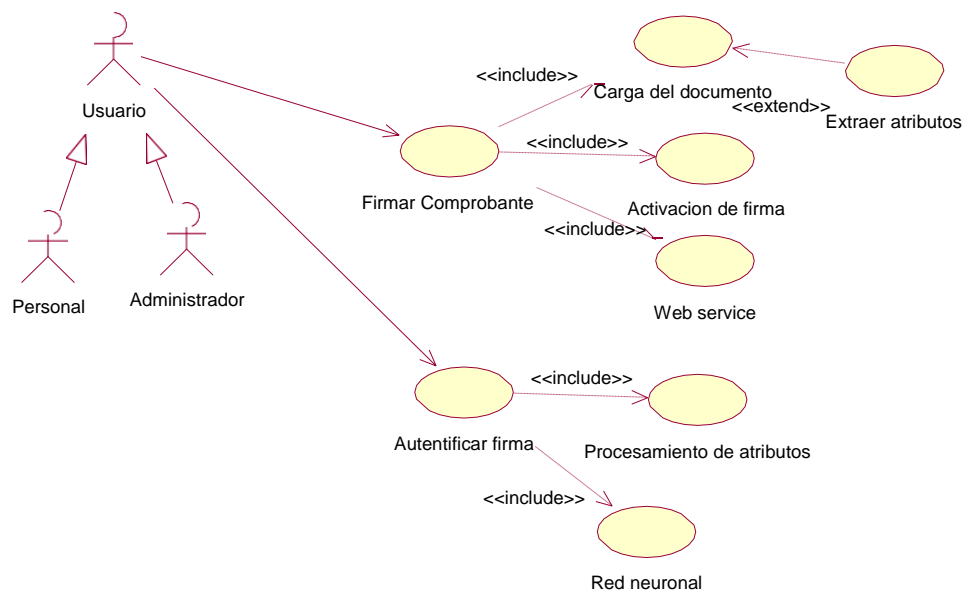 <<include>>
Carga del documento
<<extend>>
Usuario
Extraer atributos
<<include>>
Firmar Comprobante
Activacion de firma
<<include>>
Personal
Administrador
Web service
<<include>>
Autentificar firma
Procesamiento de atributos
<<include>>
Red neuronal